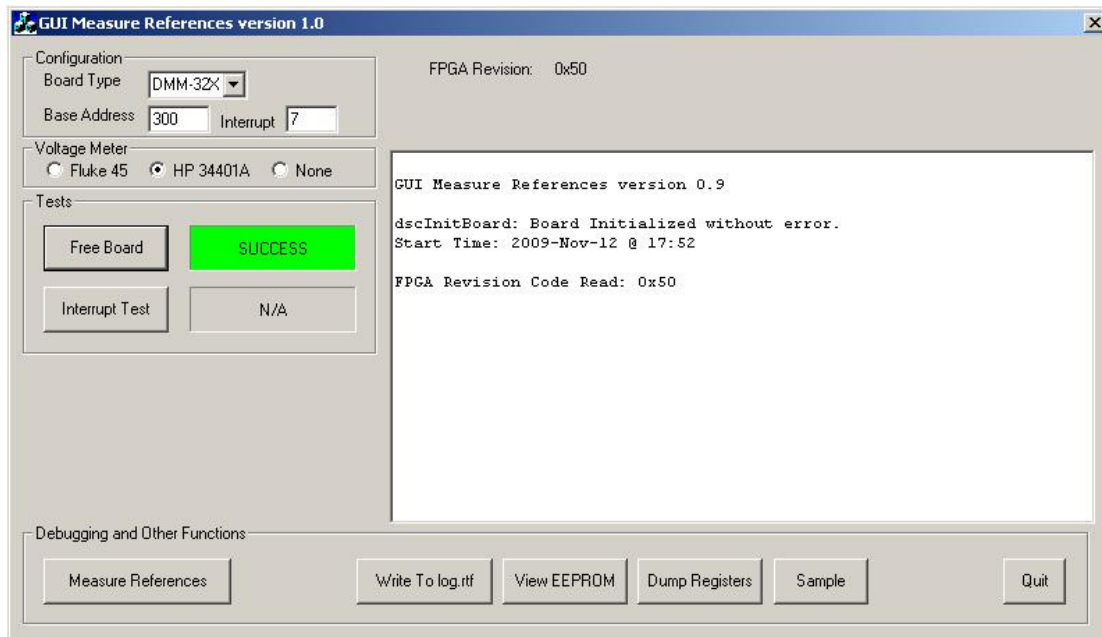 GUI Measure References version 1.0
Configuration
Board Type DMM-32X
Base Address 300 Interrupt 7
FPGA Revision: 0x50
Voltage Meter
Fluke 45 HP 34401A None
Tests
Free Board SUCCESS
Interrupt Test N/A
GUI Measure References version 0.9
dscInitBoard: Board Initialized without error.
Start Time: 2009-Nov-12 @ 17:52
FPGA Revision Code Read: 0x50
Debugging and Other Functions
Measure References Write To log.rtf View EEPROM Dump Registers Sample Quit